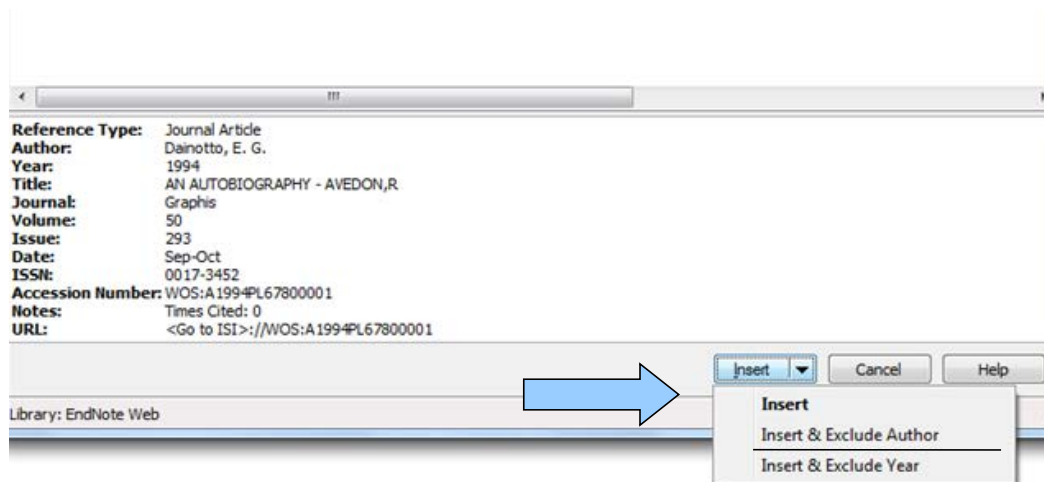 Reference Type: Journal Article
Author: Dainotto, E. G.
Year: 1994
Title: AN AUTOBIOGRAPHY - AVEDON,R
Journal: Graphis
Volume: 50
Issue: 293
Date: Sep-Oct
ISSN: 0017-3452
Accession Number: WOS:A1994PL67800001
Notes: Times Cited: 0
URL: <Go to ISI>://WOS:A1994PL67800001
Insert Cancel Help
Library: EndNote Web
Insert
Insert & Exclude Author
Insert & Exclude Year